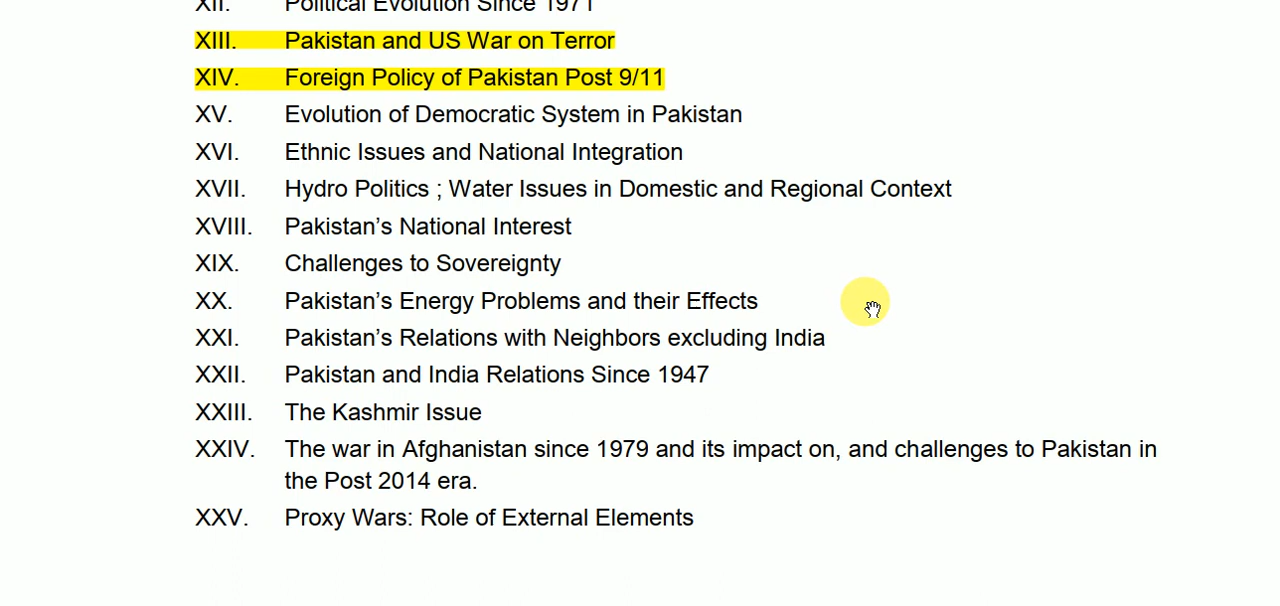 XII. Political Evolution Since 1971
XIII. Pakistan and US War on Terror
XIV. Foreign Policy of Pakistan Post 9/11
XV. Evolution of Democratic System in Pakistan
XVI. Ethnic Issues and National Integration
XVII. Hydro Politics ; Water Issues in Domestic and Regional Context
XVIII. Pakistan’s National Interest
XIX. Challenges to Sovereignty
XX. Pakistan’s Energy Problems and their Effects
XXI. Pakistan’s Relations with Neighbors excluding India
XXII. Pakistan and India Relations Since 1947
XXIII. The Kashmir Issue
XXIV. The war in Afghanistan since 1979 and its impact on, and challenges to Pakistan in
the Post 2014 era.
XXV. Proxy Wars: Role of External Elements